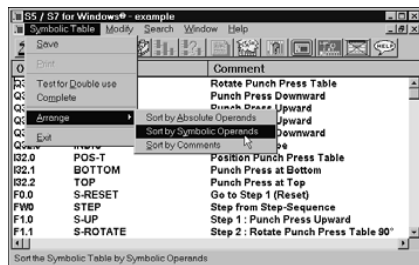 S5 / S7 for Windows® - example
Symbolic Table Modify Search Window Help
Save
Print
Test for Double use
Complete
Arrange
Exit
Sort by Absolute Operands
Sort by Symbolic Operands
Sort by Comments
Comment
Rotate Punch Press Table
Punch Press Downward
Punch Press Upward
I32.0 POS-T Position Punch Press Table
I32.1 BOTTOM Punch Press at Bottom
I32.2 TOP Punch Press at Top
F0.0 S-RESET Go to Step 1 (Reset)
FW0 STEP Step from Step-Sequence
F1.0 S-UP Step 1 : Punch Press Upward
F1.1 S-ROTATE Step 2 : Rotate Punch Press Table 90°
Sort the Symbolic Table by Symbolic Operands